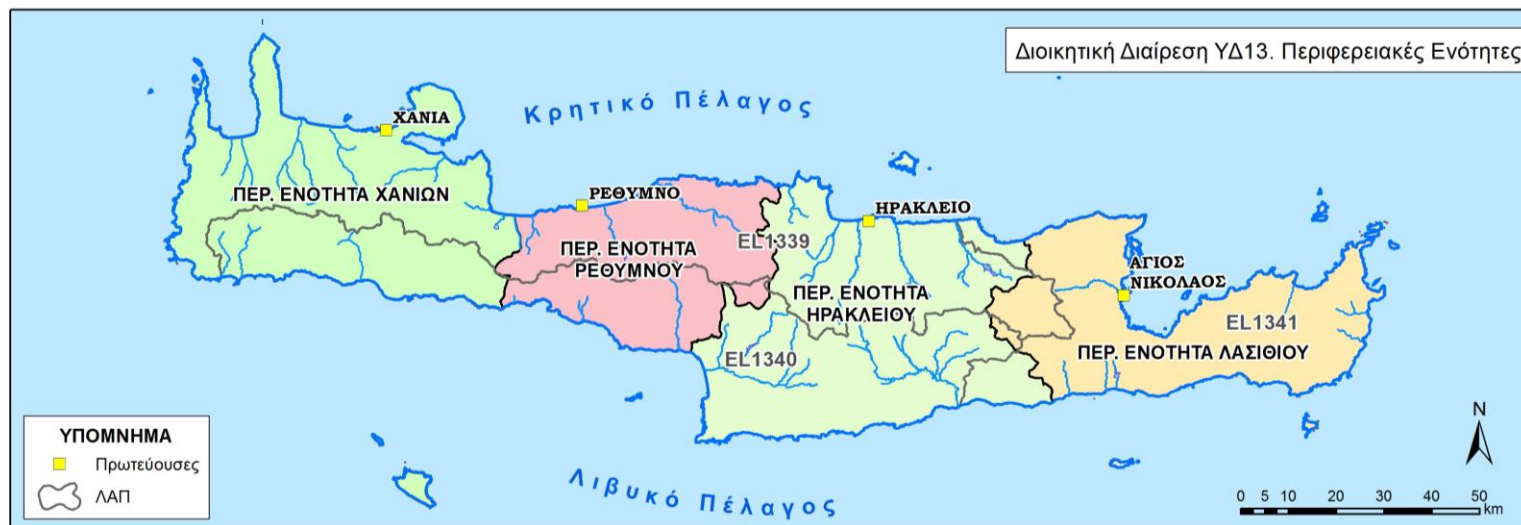 Διοικητική Διαίρεση ΥΔ13. Περιφερειακές Ενότητες
Κρητικό Πέλαγος
ΧΑΝΙΑ
ΠΕΡ. ΕΝΟΤΗΤΑ ΧΑΝΙΩΝ
ΡΕΘΥΜΝΟ
ΗΡΑΚΛΕΙΟ
EL1339
ΠΕΡ. ΕΝΟΤΗΤΑ
ΡΕΘΥΜΝΟΥ
ΑΓΙΟΣ
ΝΙΚΟΛΑΟΣ
ΠΕΡ. ΕΝΟΤΗΤΑ
ΗΡΑΚΛΕΙΟΥ
EL1341
EL1340
ΠΕΡ. ΕΝΟΤΗΤΑ ΛΑΣΙΘΙΟΥ
Λιβυκό Πέλαγος
ΥΠΟΜΝΗΜΑ
Πρωτεύουσες
ΛΑΠ
N
0 5 10 20 30 40 50
km